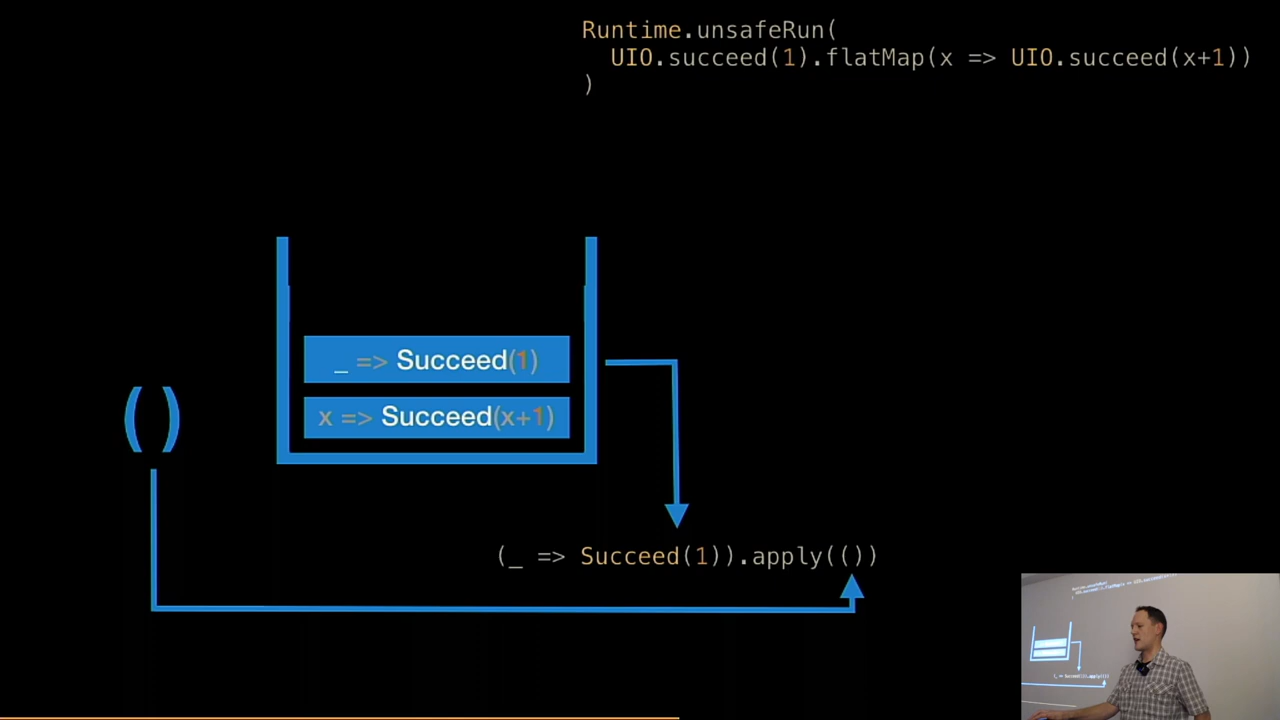 Runtime.unsafeRun(
UIO.succeed(1).flatMap(x => UIO.succeed(x+1))
)
_ => Succeed(1)
x => Succeed(x+1)
()
(_ => Succeed(1)).apply(())